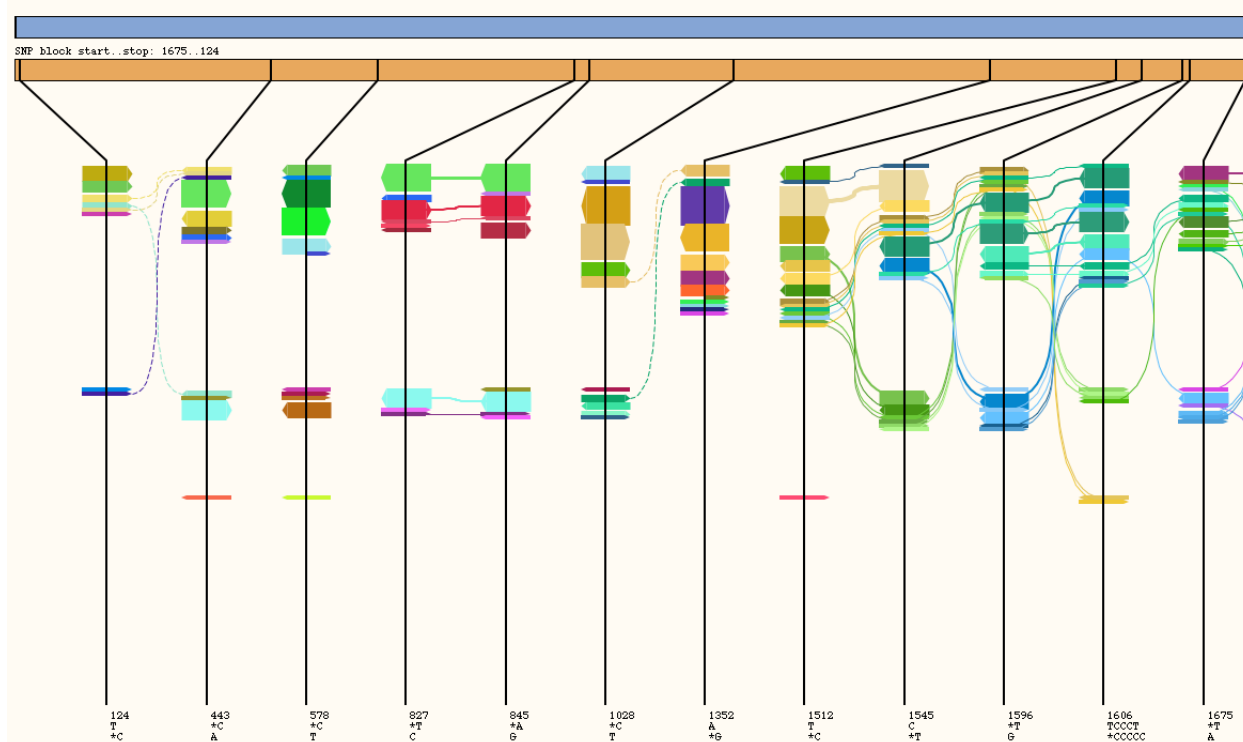 SNP block start..stop: 1675..124
124 443 578 827 845 1028 1352 1512 1545 1596 1606 1675
T *C *C *T *A *C A T C *T TCCCT *T
*C A T C G T *G *C *T G *CCCCC A